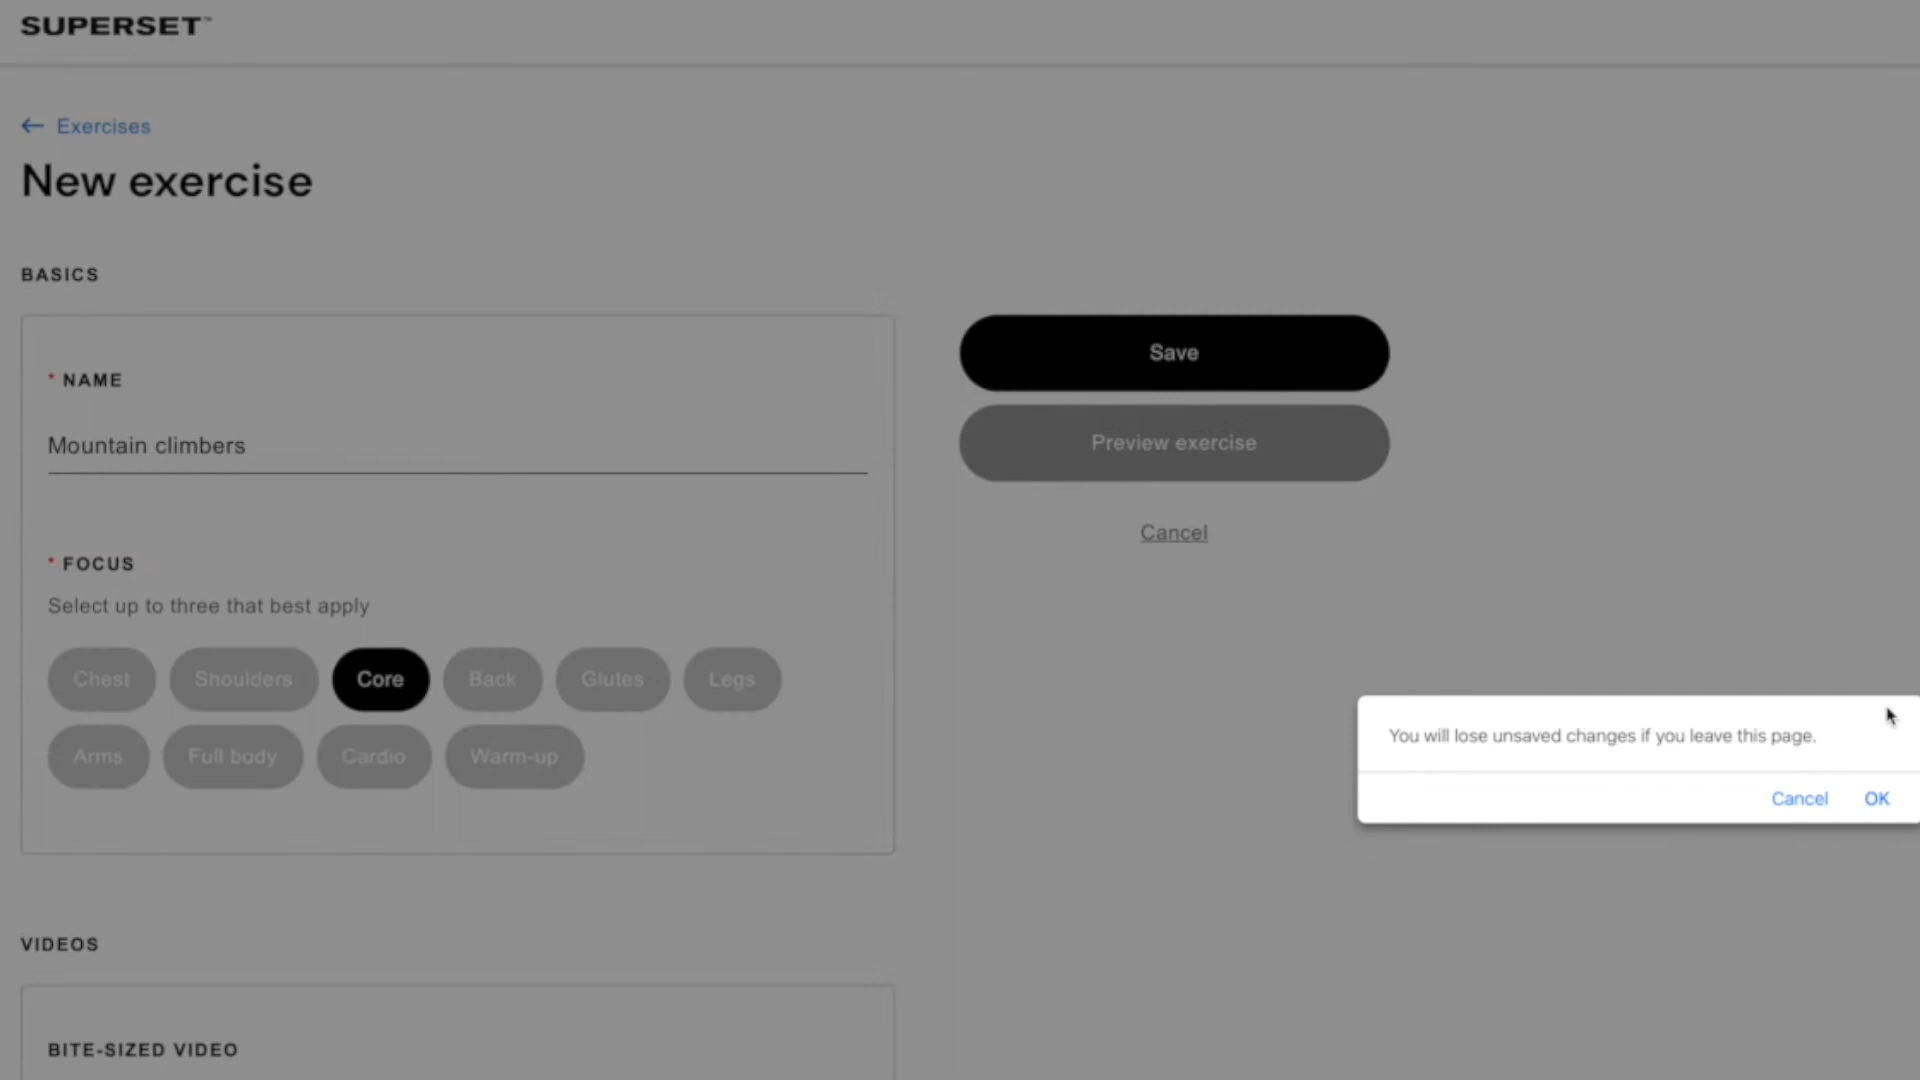 SUPERSET™
← Exercises
New exercise
BASICS
* NAME
Mountain climbers
* FOCUS
Select up to three that best apply
Chest Shoulders Core Back Glutes Legs
Arms Full body Cardio Warm-up
Save
Preview exercise
Cancel
You will lose unsaved changes if you leave this page.
Cancel OK
VIDEOS
BITE-SIZED VIDEO